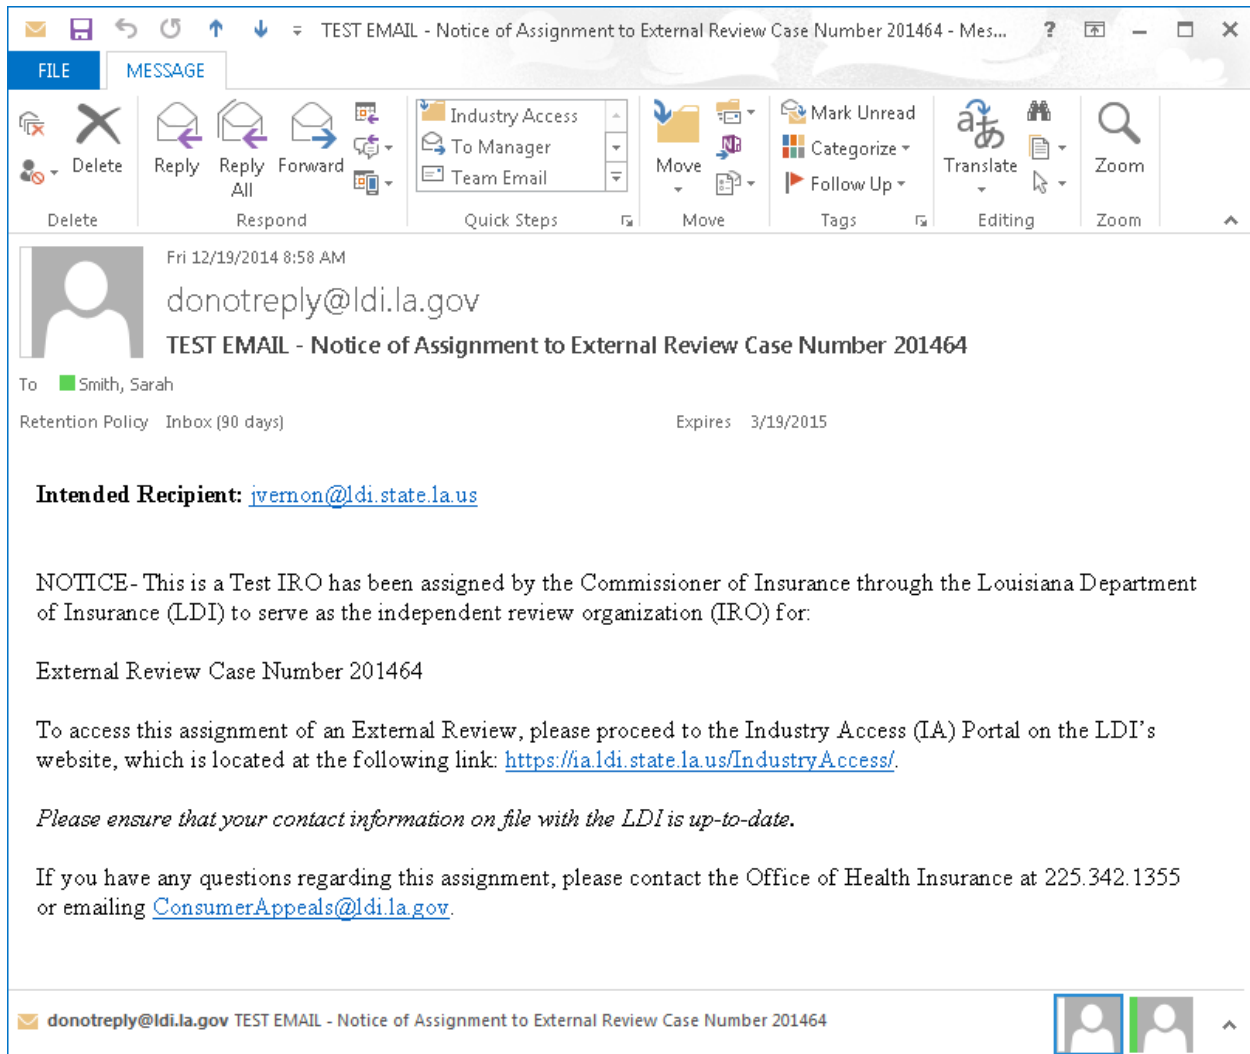 TEST EMAIL - Notice of Assignment to External Review Case Number 201464 - Mes... ?
FILE MESSAGE
Delete
Reply
Reply All
Forward
Industry Access
To Manager
Team Email
Move
Mark Unread
Categorize
Follow Up
Translate
Zoom
Delete Respond Quick Steps Move Tags Editing Zoom
Fri 12/19/2014 8:58 AM
donotreply@ldi.la.gov
TEST EMAIL - Notice of Assignment to External Review Case Number 201464
To Smith, Sarah
Retention Policy Inbox (90 days) Expires 3/19/2015
Intended Recipient: jvernon@ldi.state.la.us
NOTICE- This is a Test IRO has been assigned by the Commissioner of Insurance through the Louisiana Department
of Insurance (LDI) to serve as the independent review organization (IRO) for:
External Review Case Number 201464
To access this assignment of an External Review, please proceed to the Industry Access (IA) Portal on the LDI’s
website, which is located at the following link: https://ia.ldi.state.la.us/IndustryAccess/.
Please ensure that your contact information on file with the LDI is up-to-date.
If you have any questions regarding this assignment, please contact the Office of Health Insurance at 225.342.1355
or emailing ConsumerAppeals@ldi.la.gov.
donotreply@ldi.la.gov TEST EMAIL - Notice of Assignment to External Review Case Number 201464